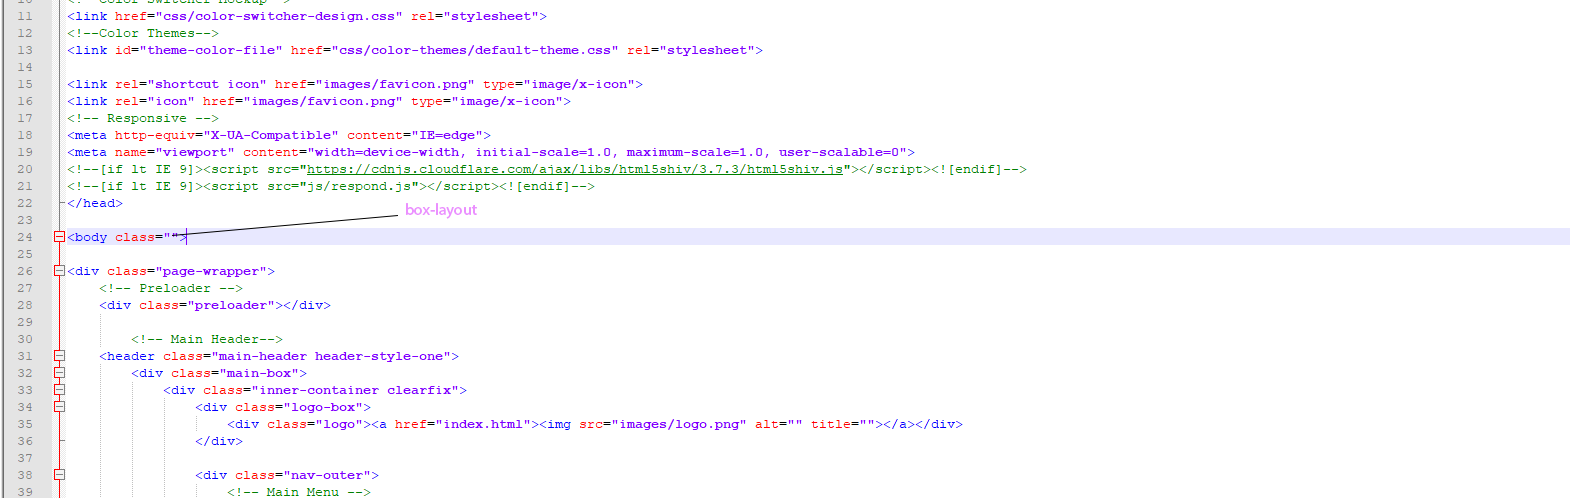 10 <!--Color Switcher Mockup-->
11 <link href="css/color-switcher-design.css" rel="stylesheet">
12 <!--Color Themes-->
13 <link id="theme-color-file" href="css/color-themes/default-theme.css" rel="stylesheet">
14
15 <link rel="shortcut icon" href="images/favicon.png" type="image/x-icon">
16 <link rel="icon" href="images/favicon.png" type="image/x-icon">
17 <!-- Responsive -->
18 <meta http-equiv="X-UA-Compatible" content="IE=edge">
19 <meta name="viewport" content="width=device-width, initial-scale=1.0, maximum-scale=1.0, user-scalable=0">
20 <!--[if lt IE 9]><script src="https://cdnjs.cloudflare.com/ajax/libs/html5shiv/3.7.3/html5shiv.js"></script><![endif]-->
21 <!--[if lt IE 9]><script src="js/respond.js"></script><![endif]-->
22 </head>
box-layout
23
24 <body class="">
25
26 <div class="page-wrapper">
27 <!-- Preloader -->
28 <div class="preloader"></div>
29
30 <!-- Main Header-->
31 <header class="main-header header-style-one">
32 <div class="main-box">
33 <div class="inner-container clearfix">
34 <div class="logo-box">
35 <div class="logo"><a href="index.html"><img src="images/logo.png" alt="" title=""></a></div>
36 </div>
37
38 <div class="nav-outer">
39 <!-- Main Menu -->